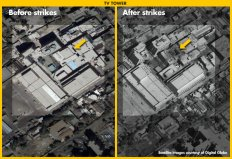 TV TOWER
Before strikes
After strikes
Satellite images courtesy of Digital Globe